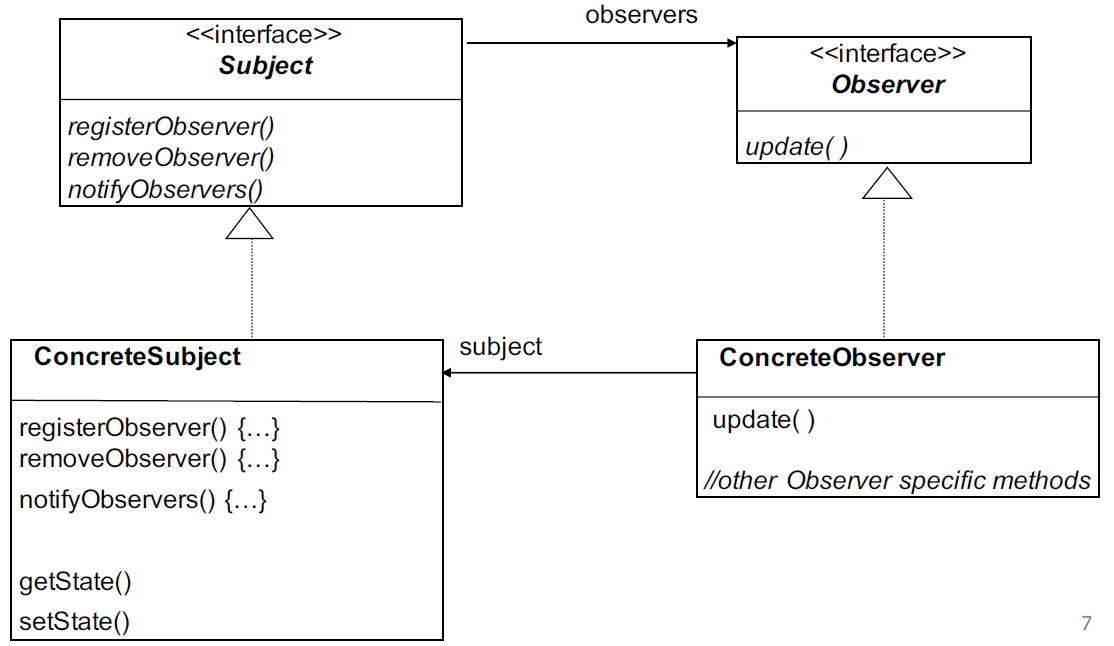 observers
<<interface>>
Subject
registerObserver()
removeObserver()
notifyObservers()
<<interface>>
Observer
update( )
ConcreteSubject
registerObserver() {…}
removeObserver() {…}
notifyObservers() {…}
getState()
setState()
subject
ConcreteObserver
update( )
//other Observer specific methods
7